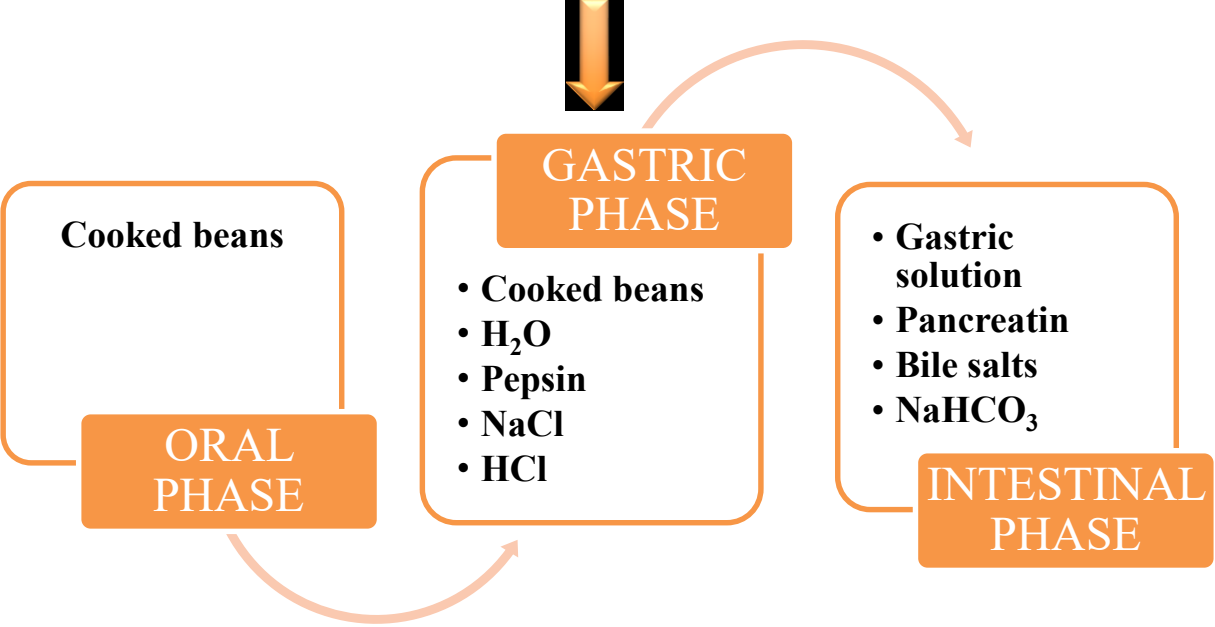 Cooked beans
ORAL
PHASE
GASTRIC
PHASE
• Cooked beans
• H₂O
• Pepsin
• NaCl
• HCl
• Gastric
solution
• Pancreatin
• Bile salts
• NaHCO₃
INTESTINAL
PHASE